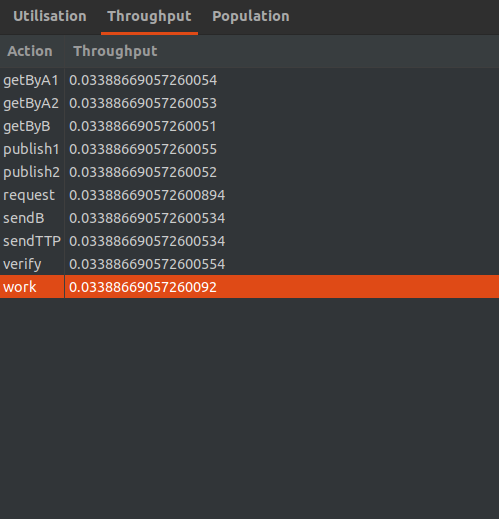 Utilisation Throughput Population
Action Throughput
getByA1 0.03388669057260054
getByA2 0.03388669057260053
getByB 0.03388669057260051
publish1 0.03388669057260055
publish2 0.03388669057260052
request 0.033886690572600894
sendB 0.033886690572600534
sendTTP 0.033886690572600534
verify 0.033886690572600554
work 0.03388669057260092